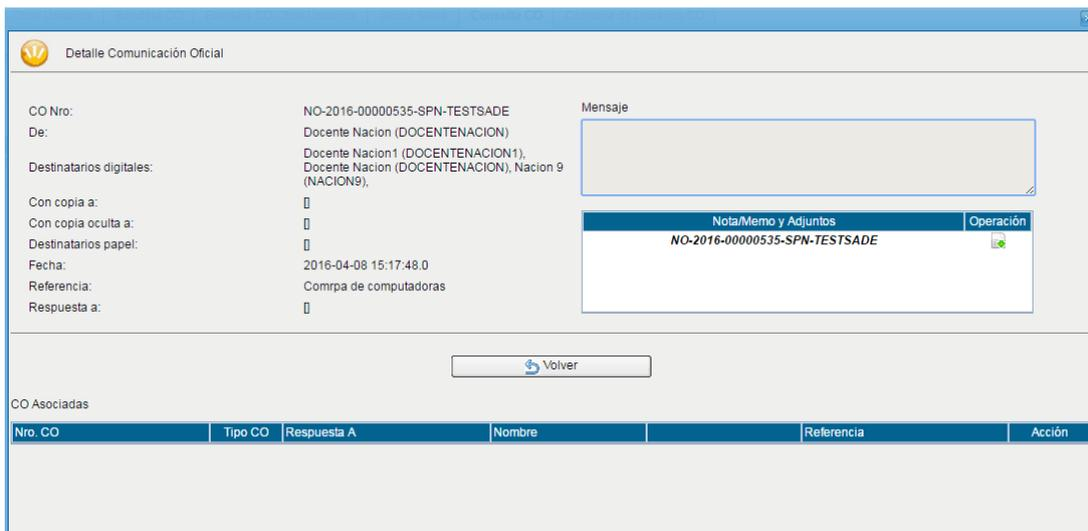 Consulta CO
Detalle Comunicación Oficial
CO Nro: NO-2016-00000535-SPN-TESTSADE
De: Docente Nacion (DOCENTENACION)
Destinatarios digitales: Docente Nacion1 (DOCENTENACION1),
Docente Nacion (DOCENTENACION), Nacion 9
(NACION9),
Con copia a: []
Con copia oculta a: []
Destinatarios papel: []
Fecha: 2016-04-08 15:17:48.0
Referencia: Comrpa de computadoras
Respuesta a: []
Mensaje
Nota/Memo y Adjuntos Operación
NO-2016-00000535-SPN-TESTSADE
Volver
CO Asociadas
Nro. CO Tipo CO Respuesta A Nombre Referencia Acción